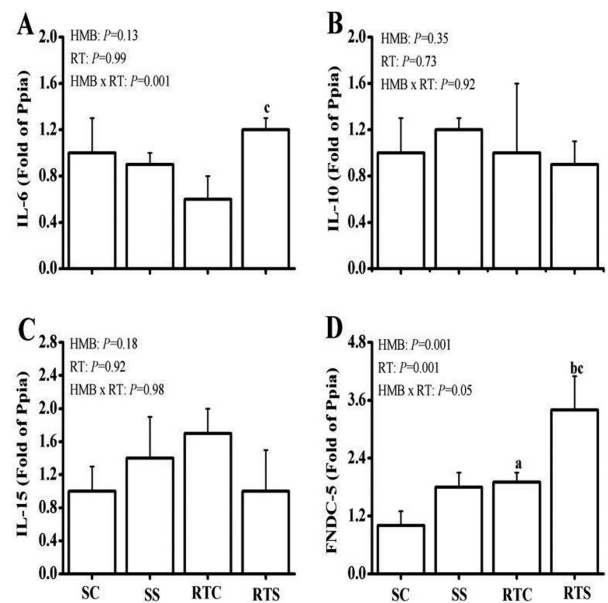 A
IL-6 (Fold of Ppia)
2.0
1.6
1.2
0.8
0.4
0.0
HMB: P=0.13
RT: P=0.99
HMB x RT: P=0.001
c
B
IL-10 (Fold of Ppia)
2.0
1.6
1.2
0.8
0.4
0.0
HMB: P=0.35
RT: P=0.73
HMB x RT: P=0.92
C
IL-15 (Fold of Ppia)
2.8
2.4
2.0
1.6
1.2
0.8
0.4
0.0
HMB: P=0.18
RT: P=0.92
HMB x RT: P=0.98
SC SS RTC RTS
D
FNDC-5 (Fold of Ppia)
4.8
3.6
2.4
1.2
0.0
HMB: P=0.001
RT: P=0.001
HMB x RT: P=0.05
a
bc
SC SS RTC RTS